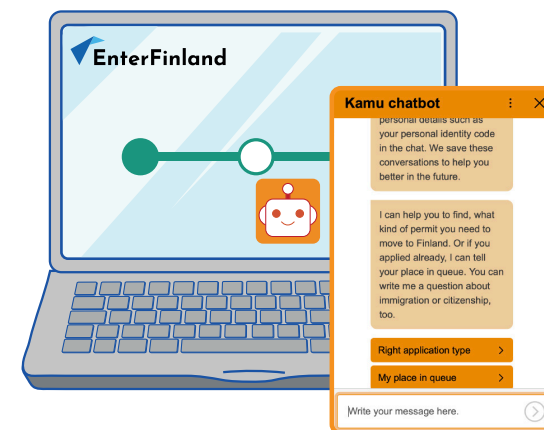 EnterFinland
Kamu chatbot
personal details such as
your personal identity code
in the chat. We save these
conversations to help you
better in the future.
I can help you to find, what
kind of permit you need to
move to Finland. Or if you
applied already, I can tell
your place in queue. You can
write me a question about
immigration or citizenship,
too.
Right application type
My place in queue
Write your message here.